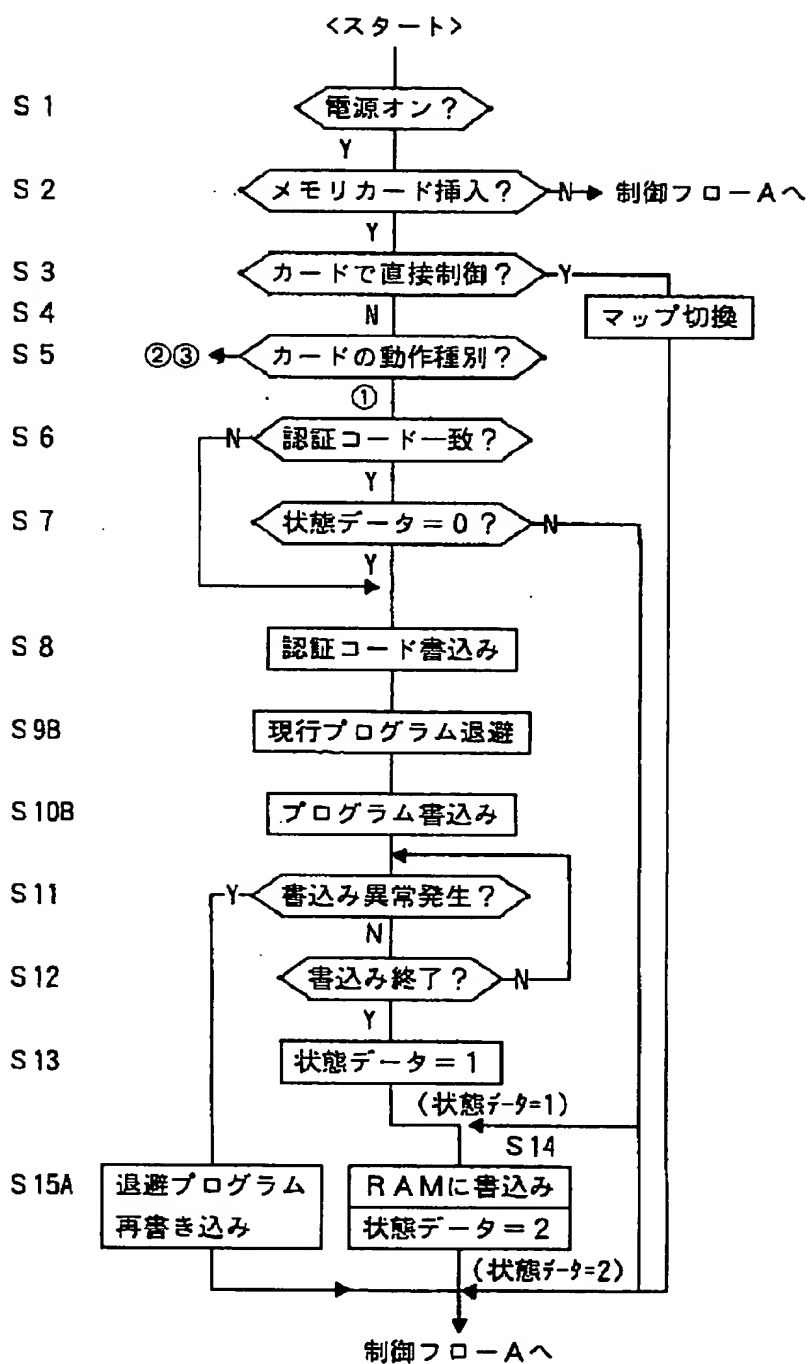 <スタート>
S1 電源オン?
Y
S2 メモリカード挿入? N 制御フローAへ
Y
S3 カードで直接制御? Y
S4 N マップ切換
S5 ②③ カードの動作種別?
①
S6 N 認証コード一致?
Y
S7 状態データ=0? N
Y
S8 認証コード書込み
S9B 現行プログラム退避
S10B プログラム書込み
S11 Y 書込み異常発生?
N
S12 書込み終了? N
Y
S13 状態データ=1
(状態データ=1)
S14
S15A 退避プログラム RAMに書込み
再書き込み 状態データ=2
(状態データ=2)
制御フローAへ